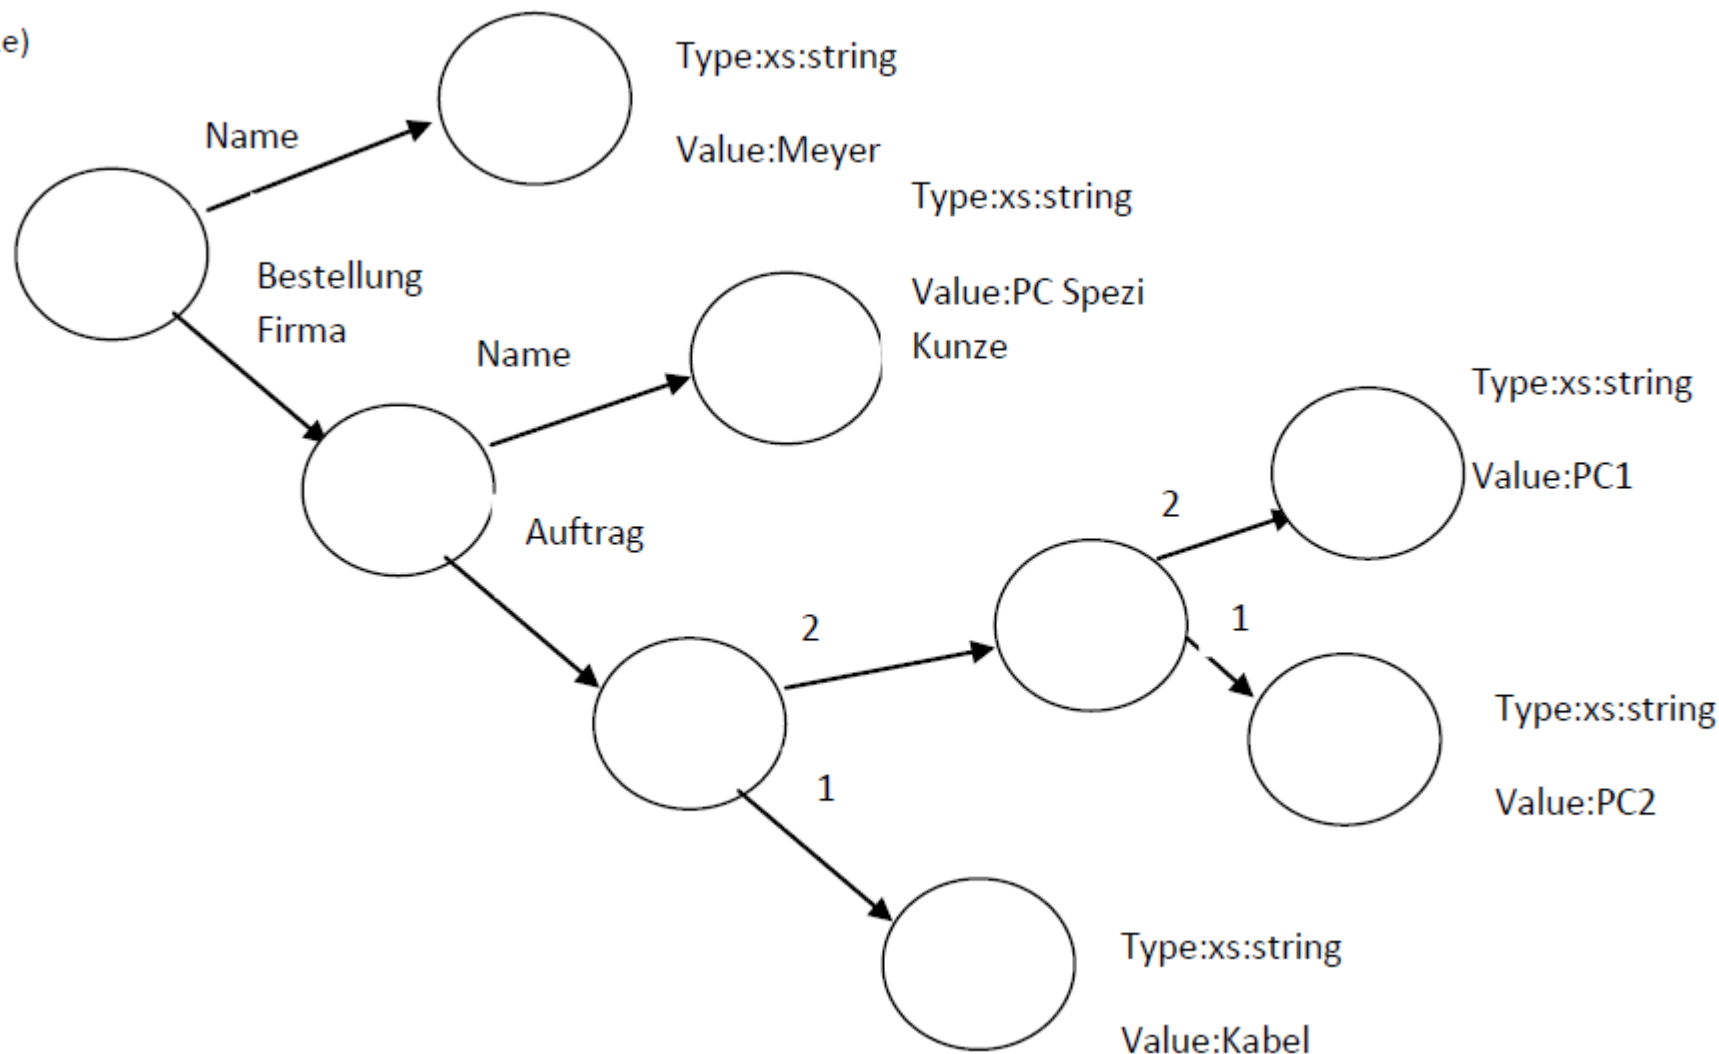 e)
Type:xs:string
Name
Value:Meyer
Type:xs:string
Bestellung
Firma
Value:PC Spezi
Kunze
Name
Type:xs:string
Value:PC1
2
Auftrag
2
1
Type:xs:string
1
Value:PC2
Type:xs:string
Value:Kabel